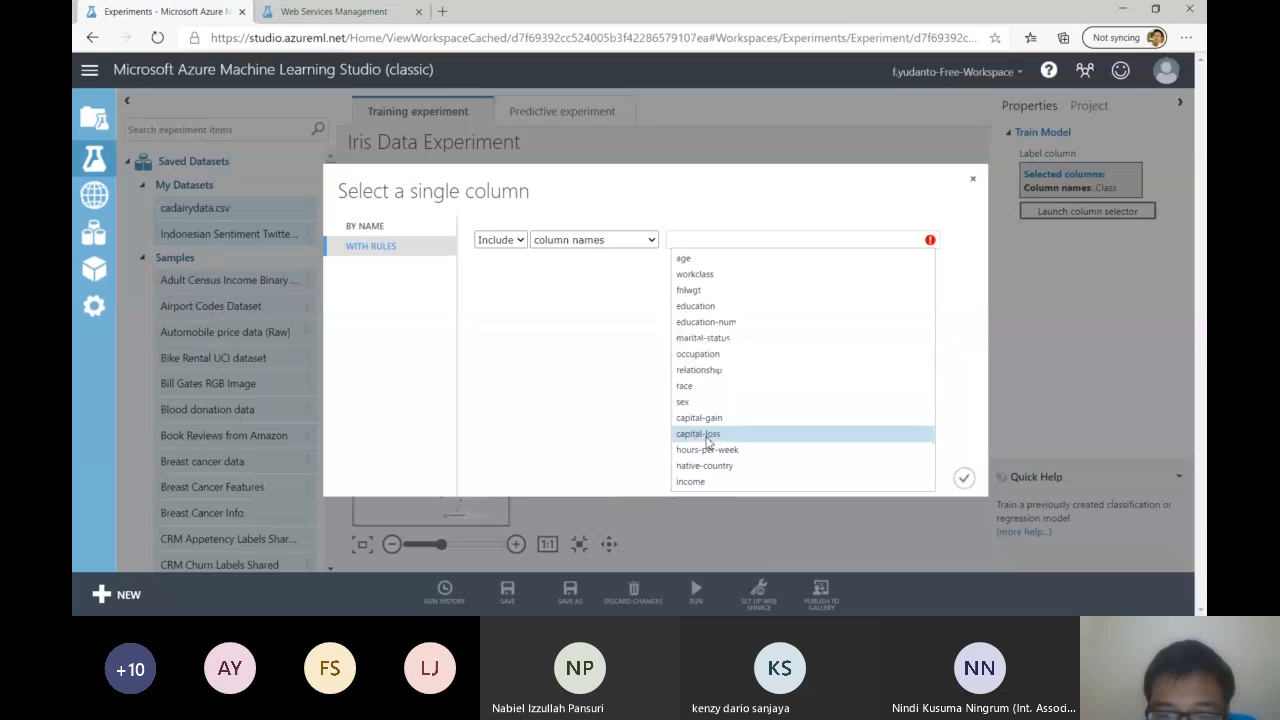 Experiments - Microsoft Azure M
Web Services Management
https://studio.azureml.net/Home/ViewWorkspaceCached/d7f69392cc524005b3f42286579107ea#Workspaces/Experiments/Experiment/d7f69392c...
Not syncing
Microsoft Azure Machine Learning Studio (classic)
f.yudanto-Free-Workspace
Training experiment
Predictive experiment
Properties
Project
Search experiment items
Iris Data Experiment
Train Model
Label column
Selected columns:
Column names: Class
Launch column selector
Saved Datasets
My Datasets
cadairydata.csv
Indonesian Sentiment Twitte...
Samples
Adult Census Income Binary ...
Airport Codes Dataset
Automobile price data (Raw)
Bike Rental UCI dataset
Bill Gates RGB Image
Blood donation data
Book Reviews from Amazon
Breast cancer data
Breast Cancer Features
Breast Cancer Info
CRM Appetency Labels Shar...
CRM Churn Labels Shared
Select a single column
BY NAME
WITH RULES
Include
column names
age
workclass
fnlwgt
education
education-num
marital-status
occupation
relationship
race
sex
capital-gain
capital-loss
hours-per-week
native-country
income
Quick Help
Train a previously created classification or
regression model
(more help...)
1:1
NEW
RUN HISTORY
SAVE
SAVE AS
DISCARD CHANGES
RUN
SET UP WEB
SERVICE
PUBLISH TO
GALLERY
+10
AY
FS
LJ
NP
KS
NN
Nabiel Izzullah Pansuri
kenzy dario sanjaya
Nindi Kusuma Ningrum (Int. Associ...